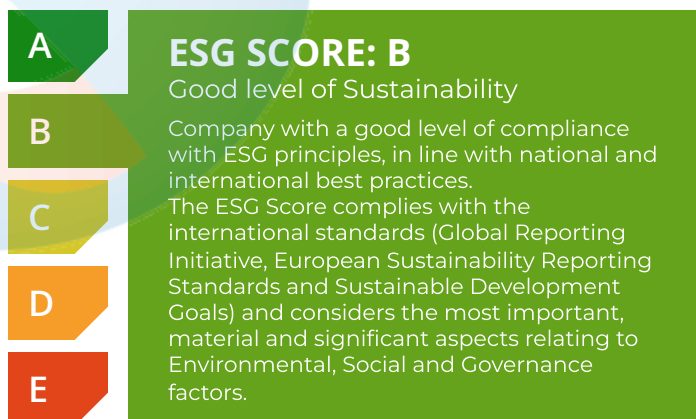 A
B
C
D
E
ESG SCORE: B
Good level of Sustainability
Company with a good level of compliance
with ESG principles, in line with national and
international best practices.
The ESG Score complies with the
international standards (Global Reporting
Initiative, European Sustainability Reporting
Standards and Sustainable Development
Goals) and considers the most important,
material and significant aspects relating to
Environmental, Social and Governance
factors.